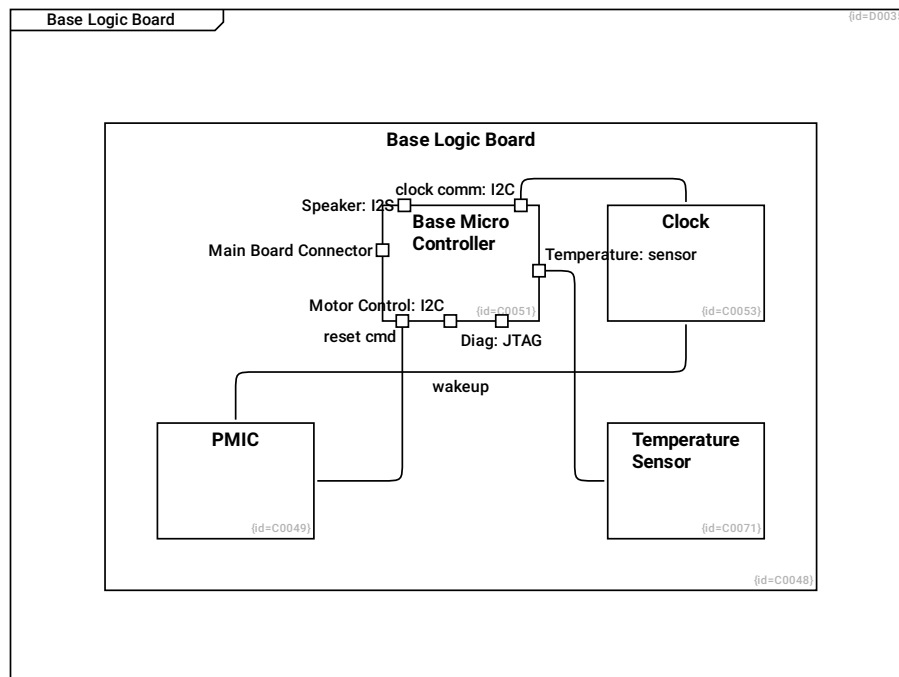 Base Logic Board
{id=D0035
Base Logic Board
clock comm: I2C
Speaker: I2S
Base Micro
Controller
Clock
Main Board Connector
Temperature: sensor
Motor Control: I2C
{id=C0051}
{id=C0053}
reset cmd
Diag: JTAG
wakeup
PMIC
Temperature
Sensor
{id=C0049}
{id=C0071}
{id=C0048}